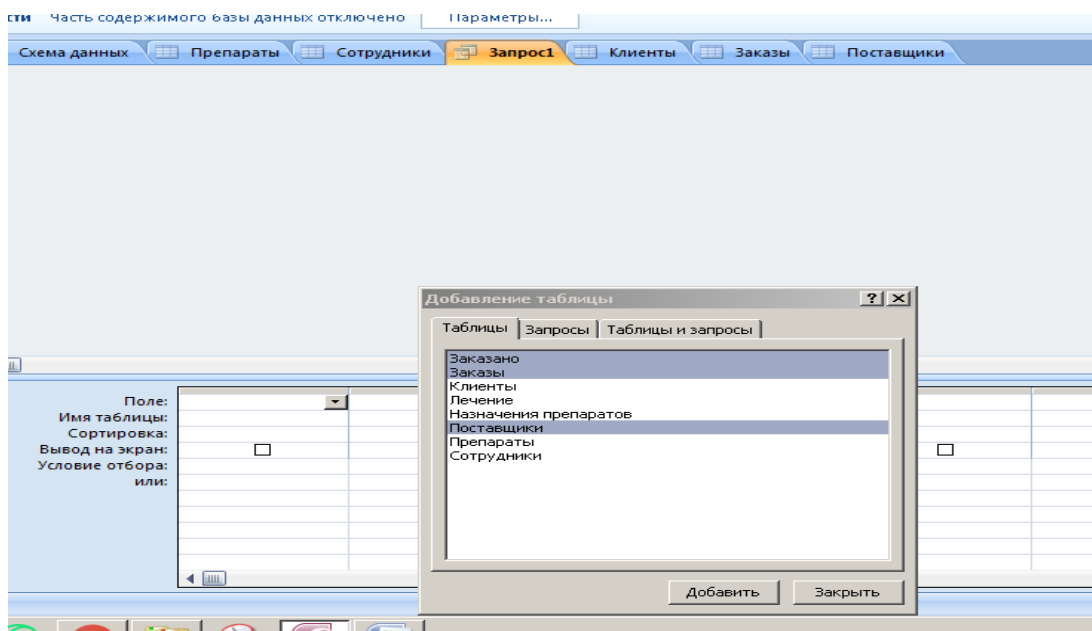 сти Часть содержимого базы данных отключено Параметры...
Схема данных Препараты Сотрудники Запрос1 Клиенты Заказы Поставщики
Добавление таблицы
Таблицы Запросы Таблицы и запросы
Заказано
Заказы
Клиенты
Лечение
Назначения препаратов
Поставщики
Препараты
Сотрудники
Добавить Закрыть
Поле:
Имя таблицы:
Сортировка:
Вывод на экран:
Условие отбора:
или: